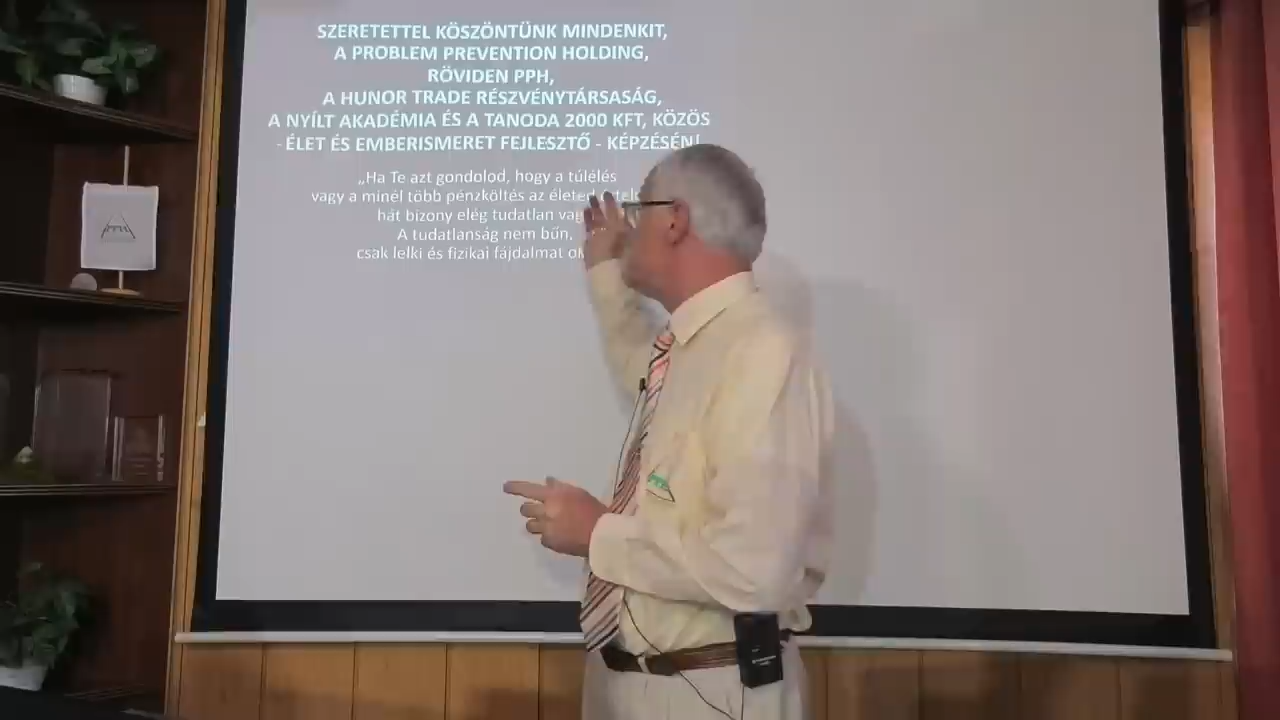 SZERETETTEL KÖSZÖNTÜNK MINDENKIT,
A PROBLEM PREVENTION HOLDING,
RÖVIDEN PPH,
A HUNOR TRADE RÉSZVÉNYTÁRSASÁG,
A NYÍLT AKADÉMIA ÉS A TANODA 2000 KFT, KÖZÖS
- ÉLET ÉS EMBERISMERET FEJLESZTŐ - KÉPZÉSÉN!
„Ha Te azt gondolod, hogy a túlélés
vagy a minél több pénzköltés az életed
hát bizony elég tudatlan
A tudatlanság nem bűn,
csak lelki és fizikai fájdalmat